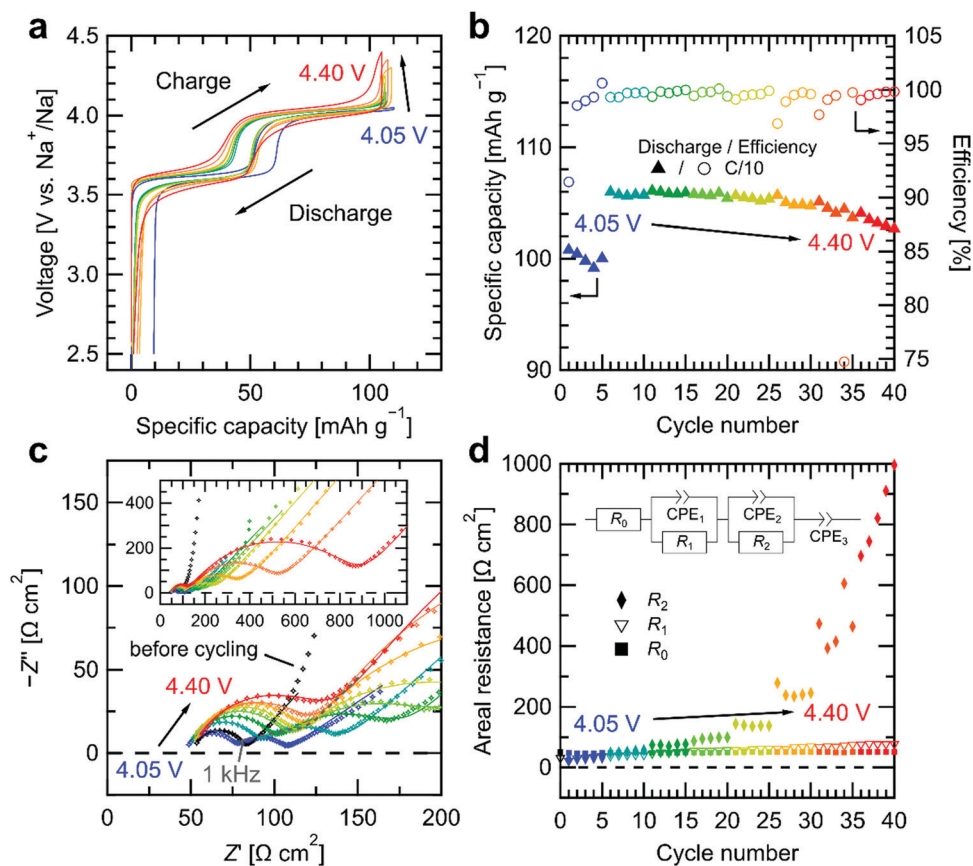 a
4.5
4.0
3.5
3.0
2.5
Voltage [V vs. Na+/Na]
Charge
4.40 V
4.05 V
Discharge
0
50
100
Specific capacity [mAh g−1]
b
120
114
108
102
96
90
Specific capacity [mAh g−1]
105
100
95
90
85
80
75
Efficiency [%]
Discharge / Efficiency
▲ / ○ C/10
4.05 V
4.40 V
0 5 10 15 20 25 30 35 40
Cycle number
c
150
100
50
0
−Z″ [Ω cm2]
400
200
0
0 200 400 600 800 1000
before cycling
4.40 V
4.05 V
1 kHz
0
50
100
150
200
Z′ [Ω cm2]
d
1000
800
600
400
200
0
Areal resistance [Ω cm2]
R0
CPE1
R1
CPE2
R2
CPE3
R2
R1
R0
4.05 V
4.40 V
0 5 10 15 20 25 30 35 40
Cycle number